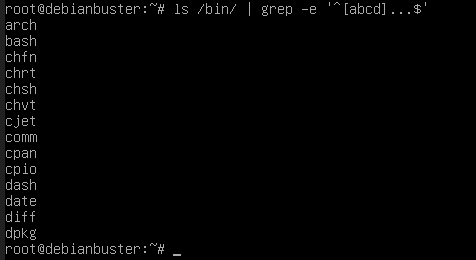 root@debianbuster:~# ls /bin/ | grep -e '^[abcd]...$'
arch
bash
chfn
chrt
chsh
chvt
cjet
comm
cpan
cpio
dash
date
diff
dpkg
root@debianbuster:~# _